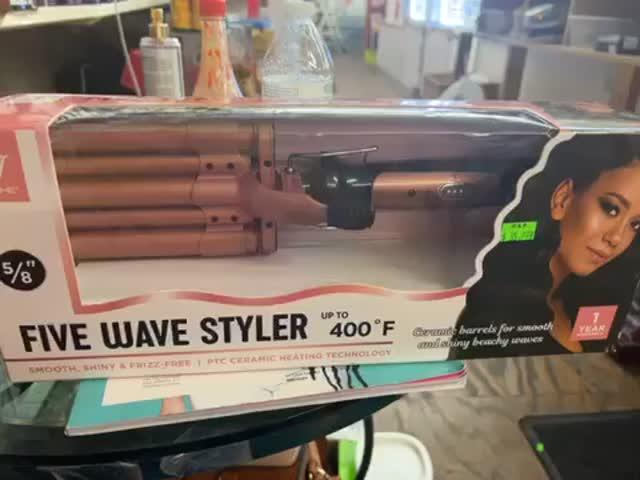 5/8"
FIVE WAVE STYLER
UP TO
400°F
SMOOTH, SHINY & FRIZZ-FREE | PTC CERAMIC HEATING TECHNOLOGY
Ceramic barrels for smooth
and shiny beachy waves
1
YEAR